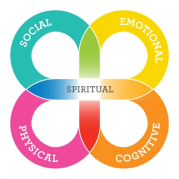 SOCIAL
EMOTIONAL
SPIRITUAL
PHYSICAL
COGNITIVE